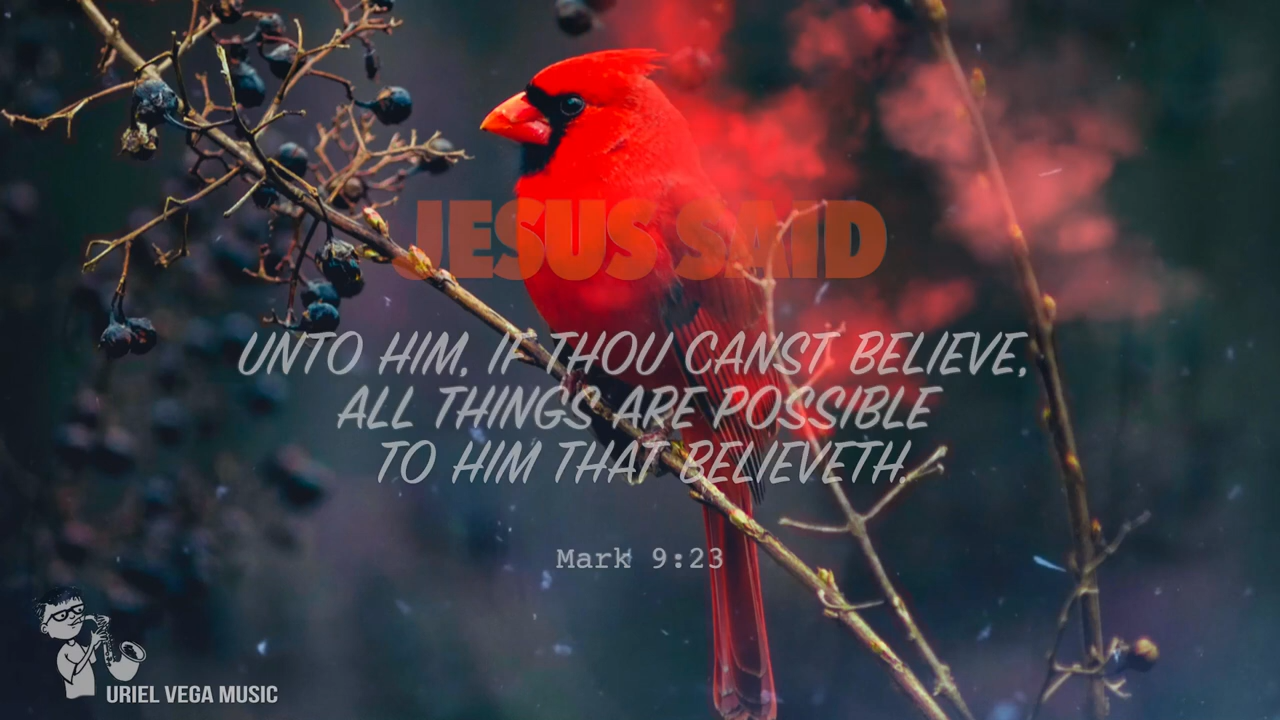 JESUS SAID
UNTO HIM, IF THOU CANST BELIEVE,
ALL THINGS ARE POSSIBLE
TO HIM THAT BELIEVETH.
Mark 9:23
URIEL VEGA MUSIC